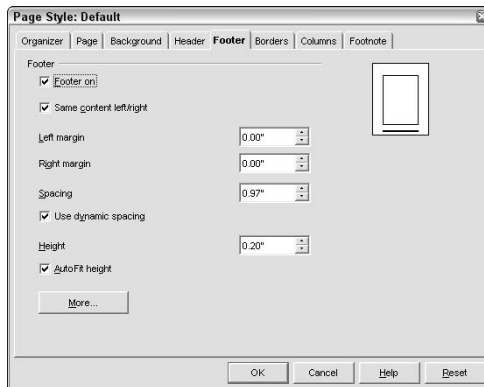 Page Style: Default
Organizer Page Background Header Footer Borders Columns Footnote
Footer
Footer on
Same content left/right
Left margin 0.00"
Right margin 0.00"
Spacing 0.97"
Use dynamic spacing
Height 0.20"
AutoFit height
More...
OK Cancel Help Reset